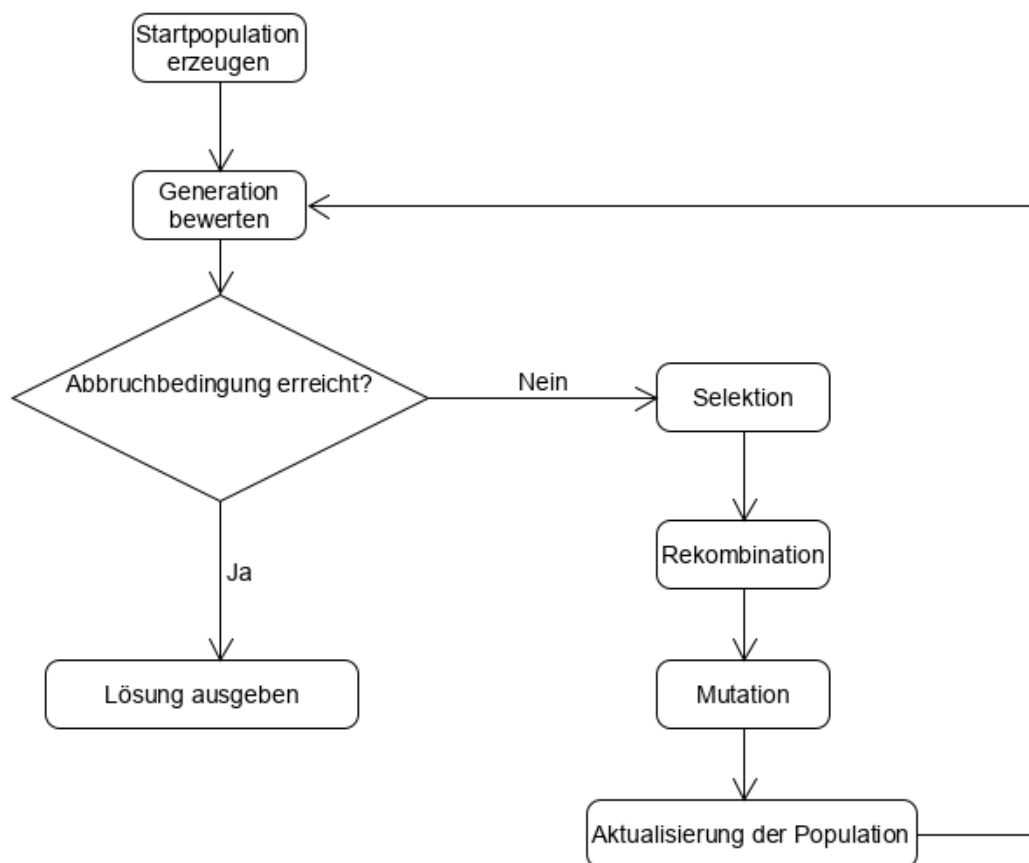 Startpopulation
erzeugen
Generation
bewerten
Abbruchbedingung erreicht?
Nein
Selektion
Rekombination
Ja
Lösung ausgeben
Mutation
Aktualisierung der Population